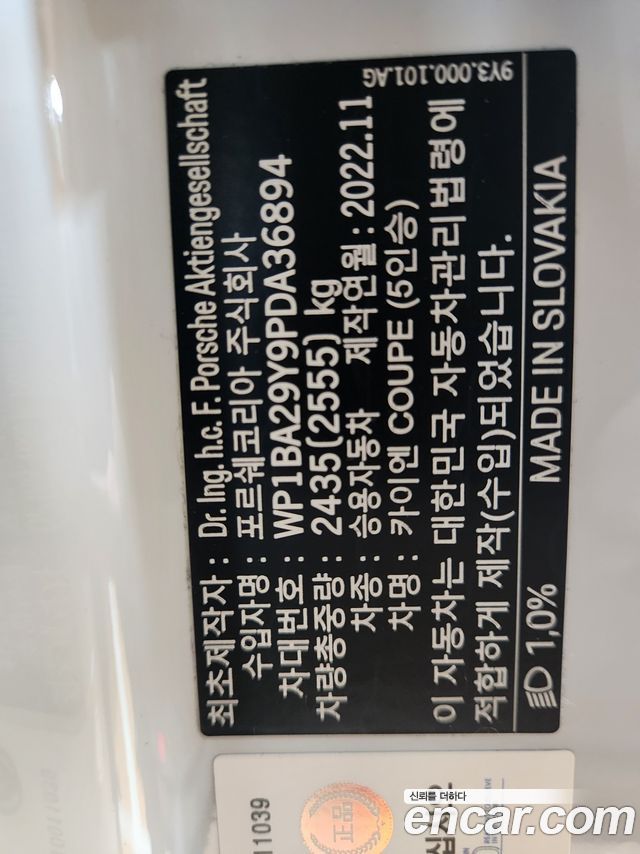 최초제작자 : Dr. Ing. h.c. F. Porsche Aktiengesellschaft
수입자명 : 포르쉐코리아 주식회사
차대번호 : WP1BA29Y9PDA36894
차량총중량 : 2435(2555) kg
차종 : 승용자동차 제작연월 : 2022.11
차명 : 카이엔 COUPE (5인승)
이 자동차는 대한민국 자동차관리법령에
적합하게 제작(수입)되었습니다.
1,0% MADE IN SLOVAKIA
9Y3.000.101.AG
11039
正品
신뢰를 더하다
encar.com